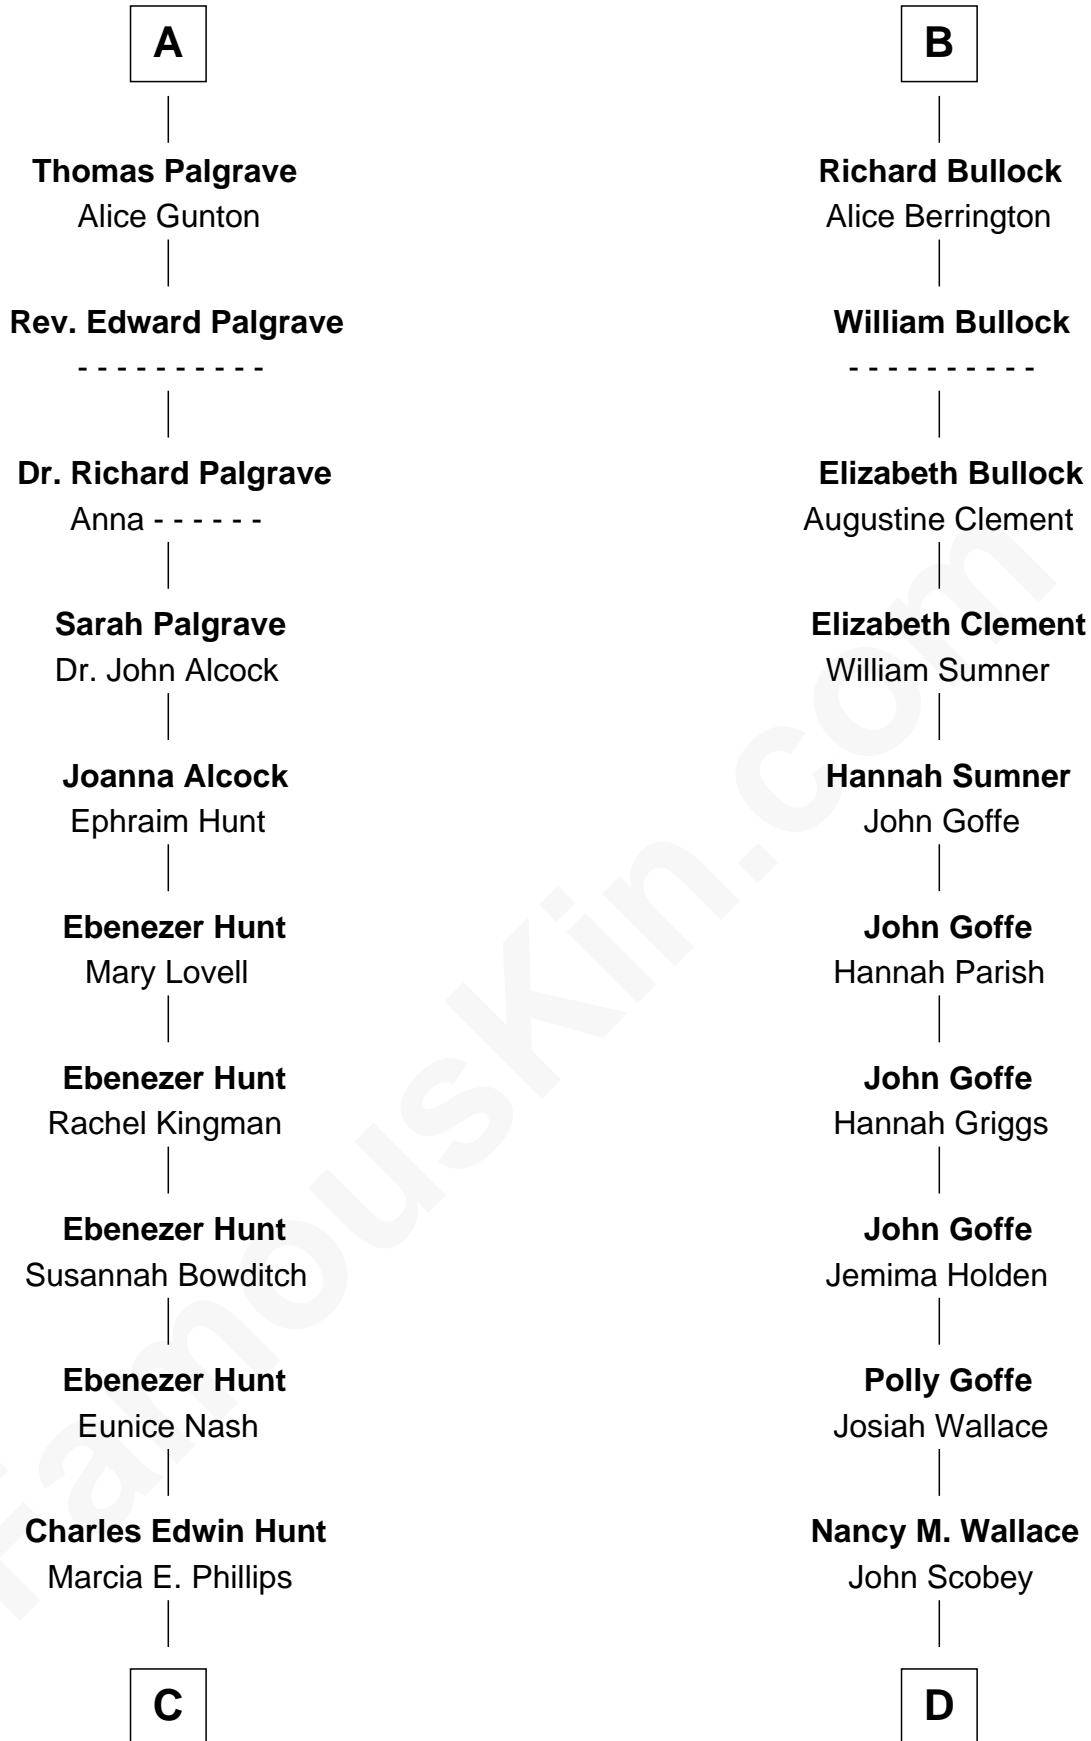 A
Thomas Palgrave
Alice Gunton
Rev. Edward Palgrave
- - - - - - - - - -
Dr. Richard Palgrave
Anna - - - - - -
Sarah Palgrave
Dr. John Alcock
Joanna Alcock
Ephraim Hunt
Ebenezer Hunt
Mary Lovell
Ebenezer Hunt
Rachel Kingman
Ebenezer Hunt
Susannah Bowditch
Ebenezer Hunt
Eunice Nash
Charles Edwin Hunt
Marcia E. Phillips
C
B
Richard Bullock
Alice Berrington
William Bullock
- - - - - - - - - -
Elizabeth Bullock
Augustine Clement
Elizabeth Clement
William Sumner
Hannah Sumner
John Goffe
John Goffe
Hannah Parish
John Goffe
Hannah Griggs
John Goffe
Jemima Holden
Polly Goffe
Josiah Wallace
Nancy M. Wallace
John Scobey
D
FamousKin.com